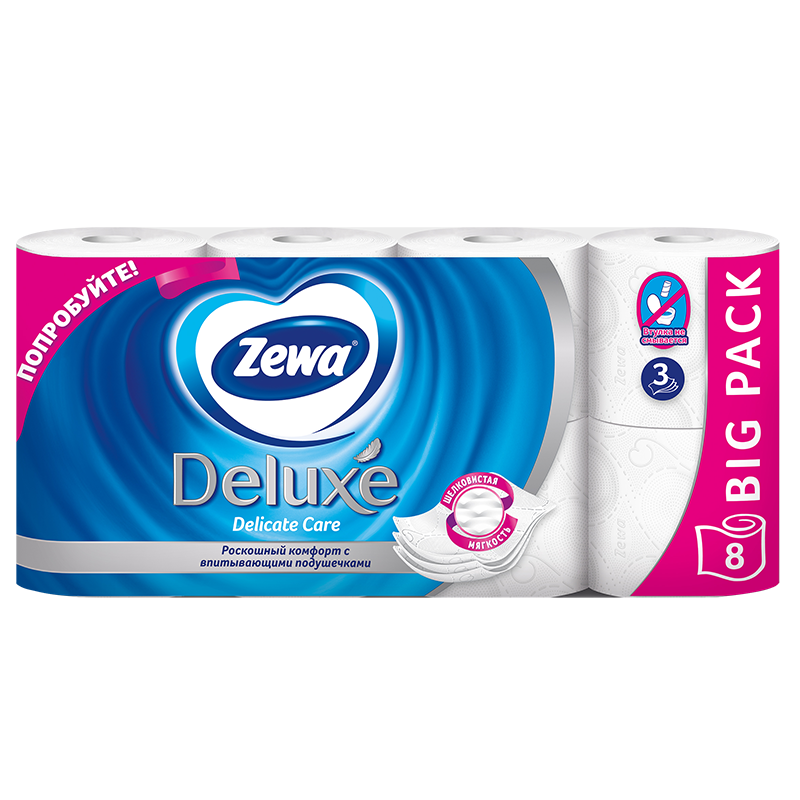 ПОПРОБУЙТЕ!
Zewa®
Deluxe
Delicate Care
Роскошный комфорт с
впитывающими подушечками
ШЕЛКОВИСТАЯ
МЯГКОСТЬ
Zewa
Zewa
Втулка не
смывается
3
BIG PACK
8